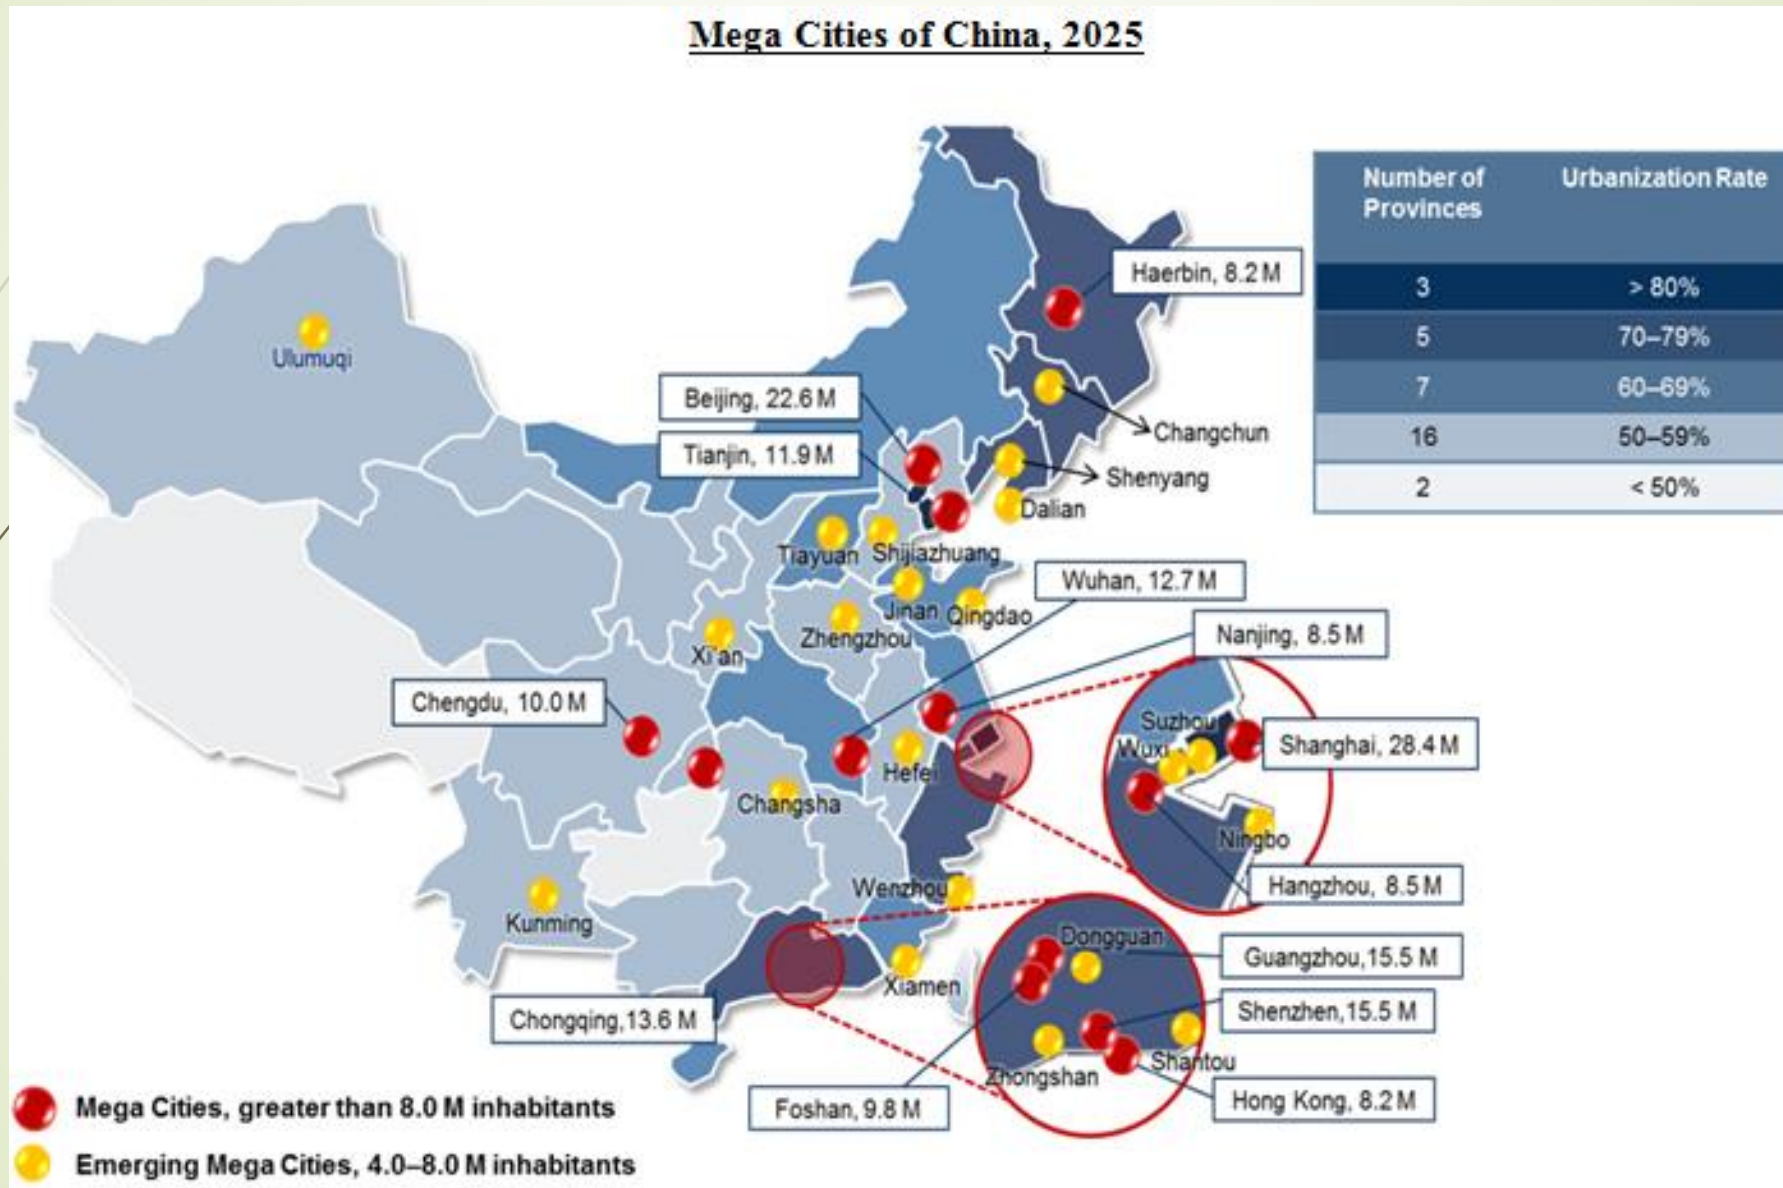 Mega Cities of China, 2025
Number of Provinces
Urbanization Rate
3 > 80%
5 70–79%
7 60–69%
16 50–59%
2 < 50%
Haerbin, 8.2 M
Ulumuqi
Beijing, 22.6 M
Changchun
Tianjin, 11.9 M
Shenyang
Dalian
Tiayuan
Shijiazhuang
Wuhan, 12.7 M
Jinan
Qingdao
Zhengzhou
Nanjing, 8.5 M
Xi'an
Chengdu, 10.0 M
Suzhou
Wuxi
Shanghai, 28.4 M
Hefei
Changsha
Ningbo
Hangzhou, 8.5 M
Wenzhou
Kunming
Dongguan
Guangzhou,15.5 M
Xiamen
Shenzhen,15.5 M
Chongqing,13.6 M
Shantou
Zhongshan
Hong Kong, 8.2 M
Foshan, 9.8 M
Mega Cities, greater than 8.0 M inhabitants
Emerging Mega Cities, 4.0–8.0 M inhabitants